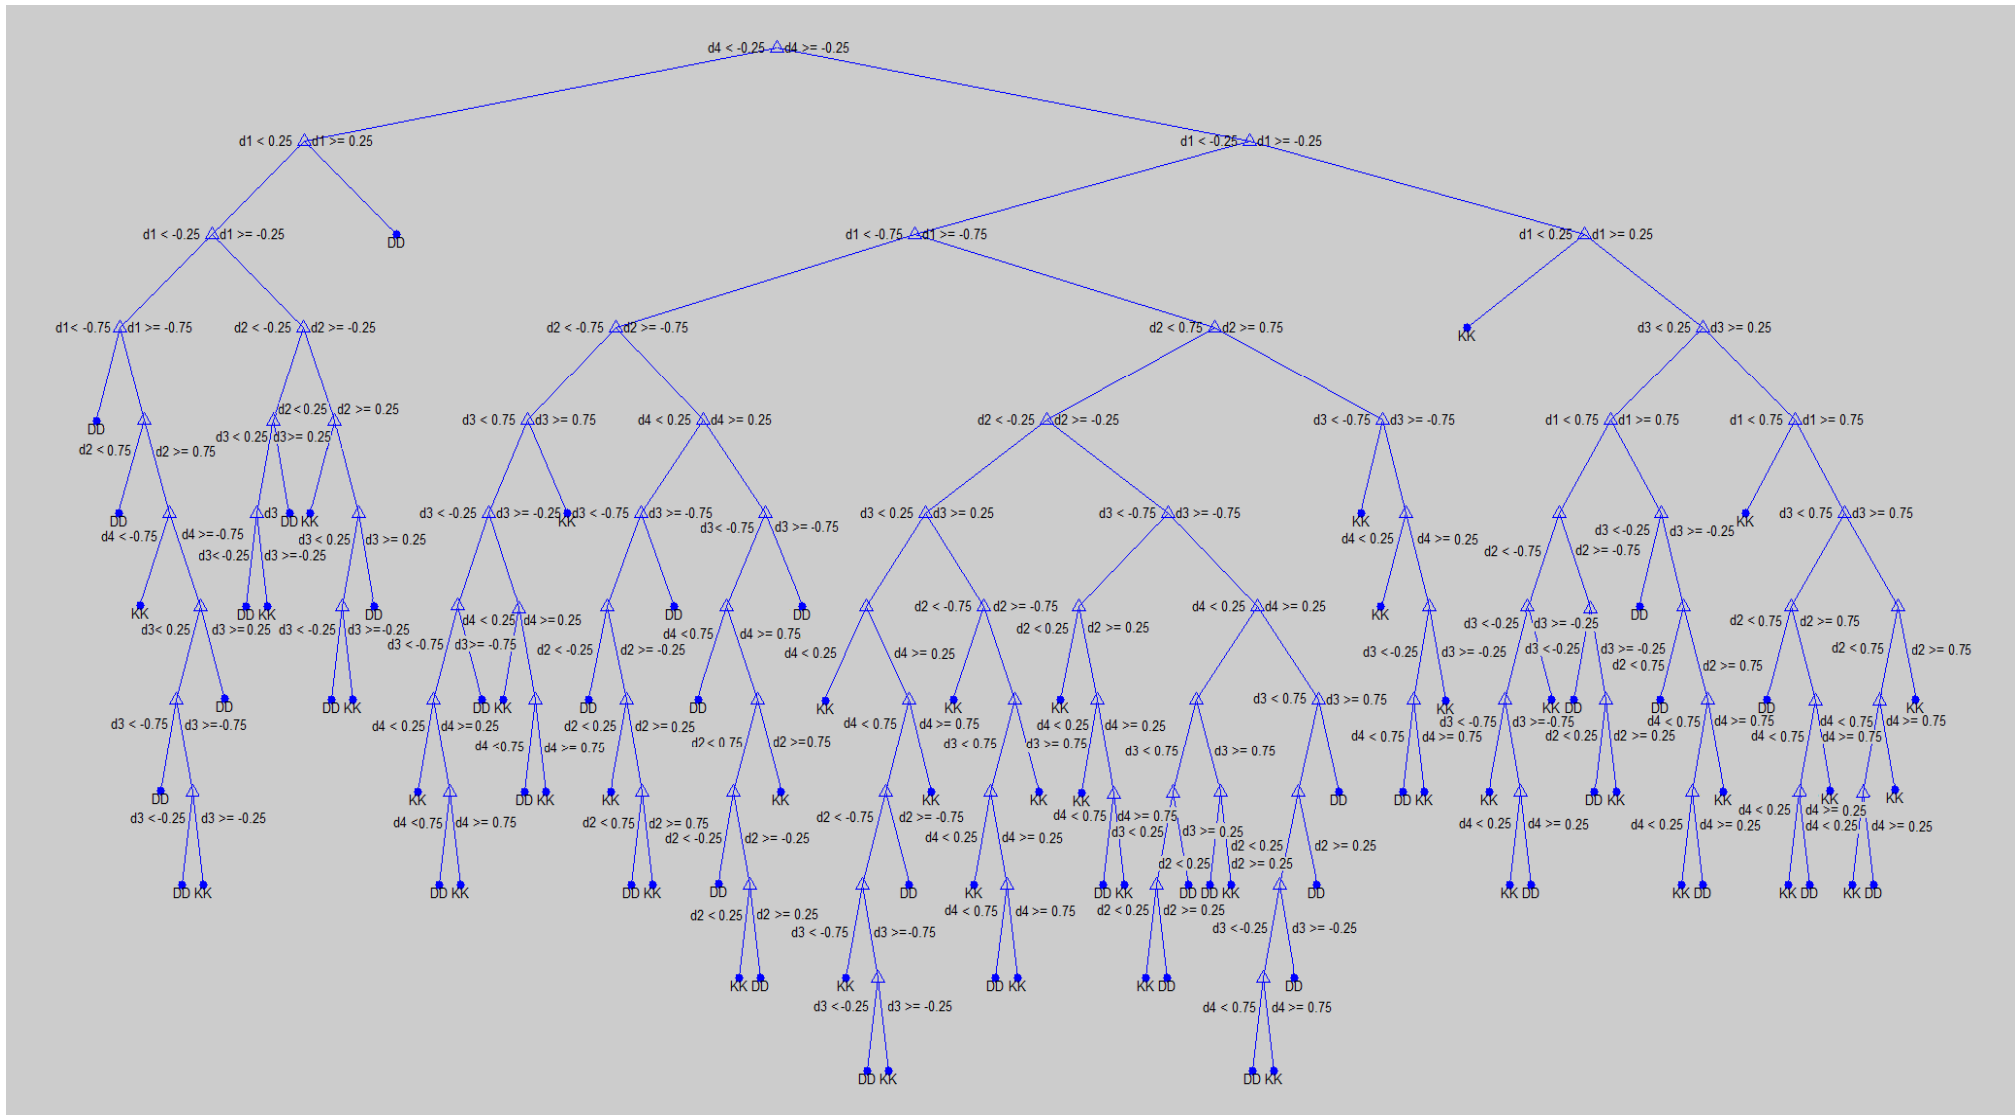 d4 < -0.25 d4 >= -0.25
d1 < 0.25 d1 >= 0.25 d1 < -0.25 d1 >= -0.25
d1 < -0.25 d1 >= -0.25 DD d1 < -0.75 d1 >= -0.75 d1 < 0.25 d1 >= 0.25
d1< -0.75 d1 >= -0.75 d2 < -0.25 d2 >= -0.25 d2 < -0.75 d2 >= -0.75 d2 < 0.75 d2 >= 0.75 KK d3 < 0.25 d3 >= 0.25
d2 < 0.25 d2 >= 0.25
DD d3 < 0.75 d3 >= 0.75 d4 < 0.25 d4 >= 0.25 d2 < -0.25 d2 >= -0.25 d3 < -0.75 d3 >= -0.75 d1 < 0.75 d1 >= 0.75 d1 < 0.75 d1 >= 0.75
d3 < 0.25 d3 >= 0.25
d2 < 0.75 d2 >= 0.75
DD d3 DD KK d3 < -0.25 d3 >= -0.25 KK d3 < -0.75 d3 >= -0.75 d3 < 0.25 d3 >= 0.25 d3 < -0.75 d3 >= -0.75 KK KK d3 < 0.75 d3 >= 0.75
d4 < -0.75 d4 >= -0.75 d3 < 0.25 d3 >= 0.25 d3 < -0.75 d3 >= -0.75 d4 < 0.25 d4 >= 0.25 d3 < -0.25 d3 >= -0.25
d3 < -0.25 d3 >= -0.25 d2 < -0.75 d2 >= -0.75
KK DD KK DD DD DD d2 < -0.75 d2 >= -0.75 d4 < 0.25 d4 >= 0.25 KK DD
d3 < 0.25 d3 >= 0.25 d3 < -0.25 d3 >= -0.25 d4 < 0.25 d4 >= 0.25 d4 < 0.75 d4 >= 0.75 d2 < 0.25 d2 >= 0.25 d3 < -0.25 d3 >= -0.25 d2 < 0.75 d2 >= 0.75
d3 < -0.75 d3 >= -0.75 d2 < -0.25 d2 >= -0.25 d4 < 0.25 d4 >= 0.25 d3 < -0.25 d3 >= -0.25 d3 >= -0.25 d2 < 0.75 d2 >= 0.75 d2 < 0.75 d2 >= 0.75
DD DD KK DD KK DD DD KK KK KK d3 < 0.75 d3 >= 0.75 KK KK DD DD DD KK
d3 < -0.75 d3 >= -0.75 d4 < 0.25 d4 >= 0.25 d2 < 0.25 d2 >= 0.25 d4 < 0.75 d4 >= 0.75 d4 < 0.25 d4 >= 0.25 d3 < -0.75 d3 >= -0.75 d4 < 0.75 d4 >= 0.75 d4 < 0.75 d4 >= 0.75
d4 <0.75 d4 >= 0.75 d2 < 0.75 d2 >=0.75 d3 < 0.75 d3 >= 0.75 d3 < 0.75 d3 >= 0.75 d4 < 0.75 d4 >= 0.75 d2 < 0.25 d2 >= 0.25 d4 < 0.75 d4 >= 0.75
DD KK DD KK KK KK KK KK KK DD DD KK KK DD KK KK KK KK
d3 < -0.25 d3 >= -0.25 d4 <0.75 d4 >= 0.75 d2 < 0.75 d2 >= 0.75 d2 < -0.75 d2 >= -0.75 d4 < 0.75 d4 >= 0.75 d4 < 0.25 d4 >= 0.25
d2 < -0.25 d2 >= -0.25 d4 < 0.25 d4 >= 0.25 d3 < 0.25 d3 >= 0.25 d2 < 0.25 d2 >= 0.25 d4 < 0.25 d4 >= 0.25 d4 < 0.25 d4 >= 0.25 d4 < 0.25 d4 >= 0.25
d2 < 0.25 d2 >= 0.25
DD KK DD KK DD KK DD DD KK DD KK DD DD KK DD KK DD KK DD KK DD KK DD
d2 < 0.25 d2 >= 0.25 d4 < 0.75 d4 >= 0.75 d2 < 0.25 d2 >= 0.25
d3 < -0.75 d3 >=-0.75 d3 < -0.25 d3 >= -0.25
KK DD KK DD KK KK DD DD
d3 < -0.25 d3 >= -0.25 d4 < 0.75 d4 >= 0.75
DD KK DD KK